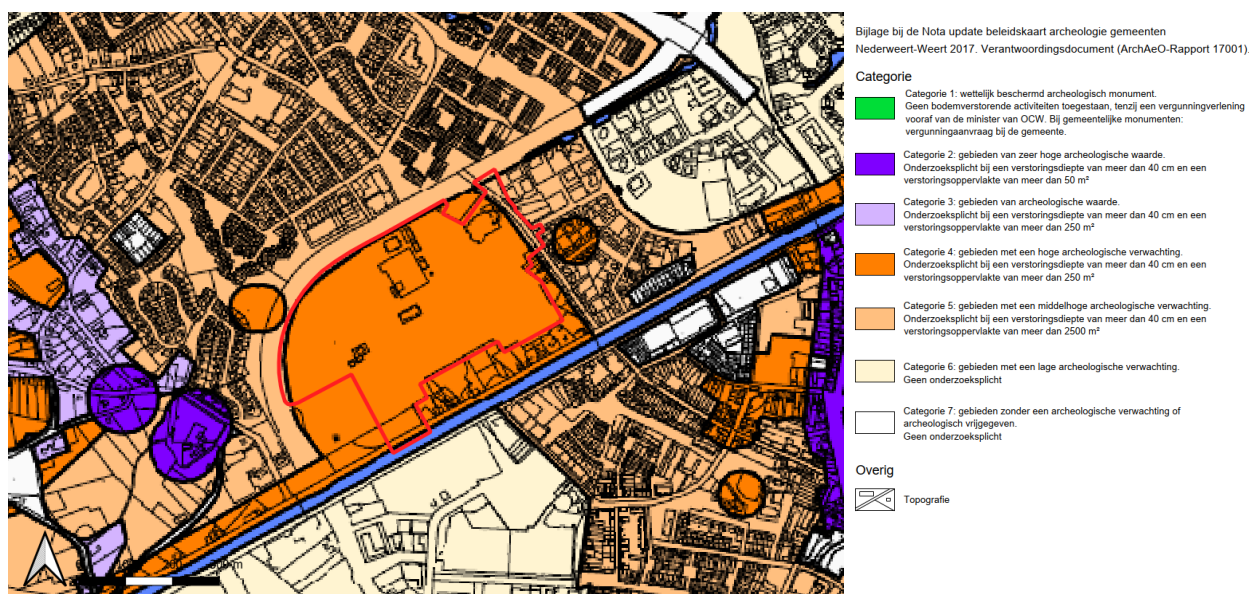 Bijlage bij de Nota update beleidskaart archeologie gemeenten
Nederweert-Weert 2017. Verantwoordingsdocument (ArchAeO-Rapport 17001).
Categorie
Categorie 1: wettelijk beschermd archeologisch monument.
Geen bodemverstorende activiteiten toegestaan, tenzij een vergunningverlening
vooraf van de minister van OCW. Bij gemeentelijke monumenten:
vergunningaanvraag bij de gemeente.
Categorie 2: gebieden van zeer hoge archeologische waarde.
Onderzoeksplicht bij een verstoringsdiepte van meer dan 40 cm en een
verstoringsoppervlakte van meer dan 50 m²
Categorie 3: gebieden van archeologische waarde.
Onderzoeksplicht bij een verstoringsdiepte van meer dan 40 cm en een
verstoringsoppervlakte van meer dan 250 m²
Categorie 4: gebieden met een hoge archeologische verwachting.
Onderzoeksplicht bij een verstoringsdiepte van meer dan 40 cm en een
verstoringsoppervlakte van meer dan 250 m²
Categorie 5: gebieden met een middelhoge archeologische verwachting.
Onderzoeksplicht bij een verstoringsdiepte van meer dan 40 cm en een
verstoringsoppervlakte van meer dan 2500 m²
Categorie 6: gebieden met een lage archeologische verwachting.
Geen onderzoeksplicht
Categorie 7: gebieden zonder een archeologische verwachting of
archeologisch vrijgegeven.
Geen onderzoeksplicht
Overig
Topografie
m